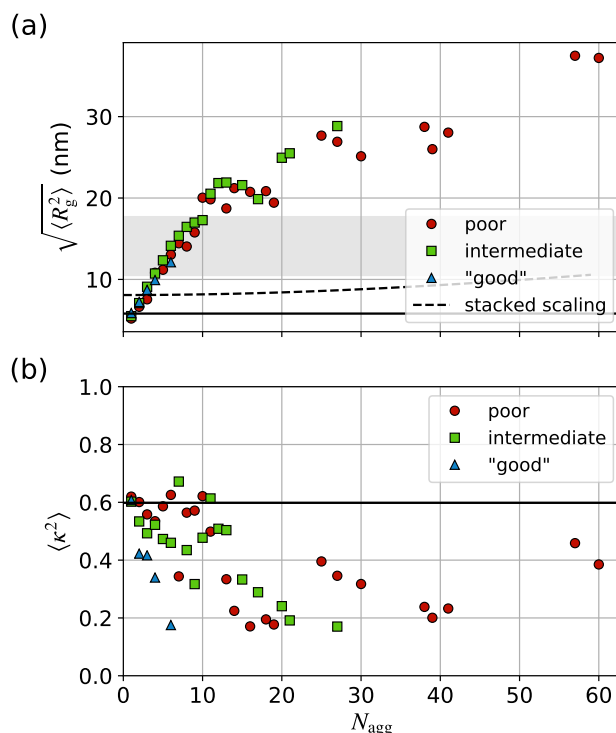 (a)
√⟨R_g^2⟩ (nm)
30
20
10
poor
intermediate
"good"
stacked scaling
(b)
⟨κ^2⟩
1.0
0.8
0.6
0.4
0.2
0.0
poor
intermediate
"good"
0 10 20 30 40 50 60
N_agg